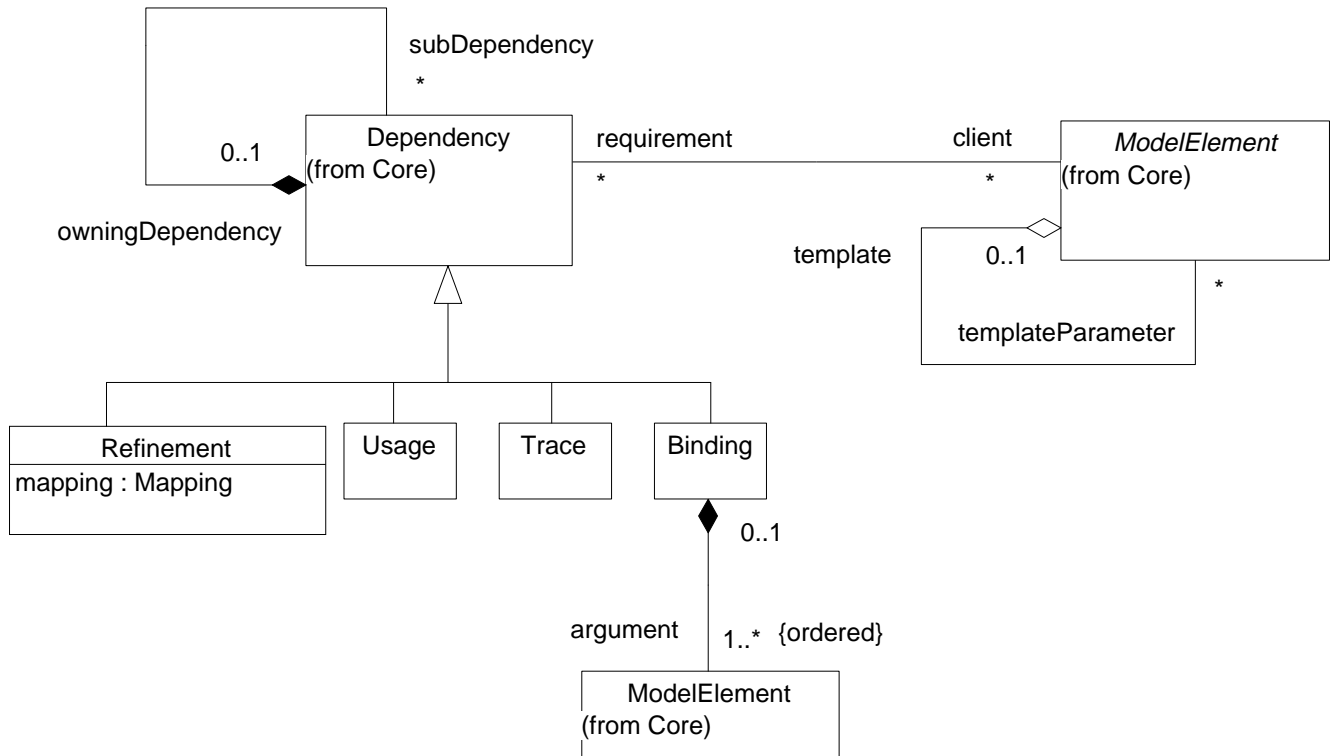 subDependency
*
Dependency
(from Core)
0..1
owningDependency
requirement
*
client
*
ModelElement
(from Core)
template
0..1
*
templateParameter
Refinement
mapping : Mapping
Usage
Trace
Binding
0..1
argument
1..* {ordered}
ModelElement
(from Core)